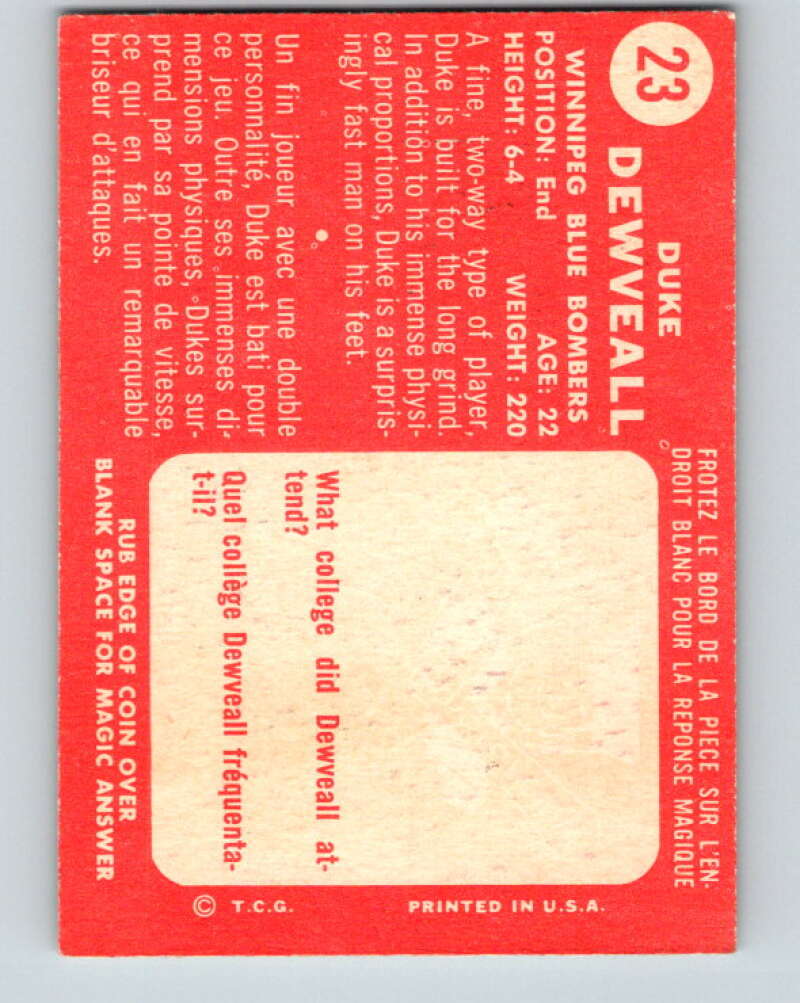 23
DUKE
DEWVEALL
WINNIPEG BLUE BOMBERS
POSITION: End AGE: 22
HEIGHT: 6-4 WEIGHT: 220
A fine, two-way type of player,
Duke is built for the long grind.
In addition to his immense physi-
cal proportions, Duke is a surpris-
ingly fast man on his feet.
Un fin joueur avec une double
personnalité, Duke est bati pour
ce jeu. Outre ses immenses di-
mensions physiques, Dukes sur-
prend par sa pointe de vitesse,
ce qui en fait un remarquable
briseur d'attaques.
FROTEZ LE BORD DE LA PIECE SUR L'EN-
DROIT BLANC POUR LA REPONSE MAGIQUE
What college did Dewveall at-
tend?
Quel collège Dewveall fréquenta-
t-il?
RUB EDGE OF COIN OVER
BLANK SPACE FOR MAGIC ANSWER
© T.C.G. PRINTED IN U.S.A.